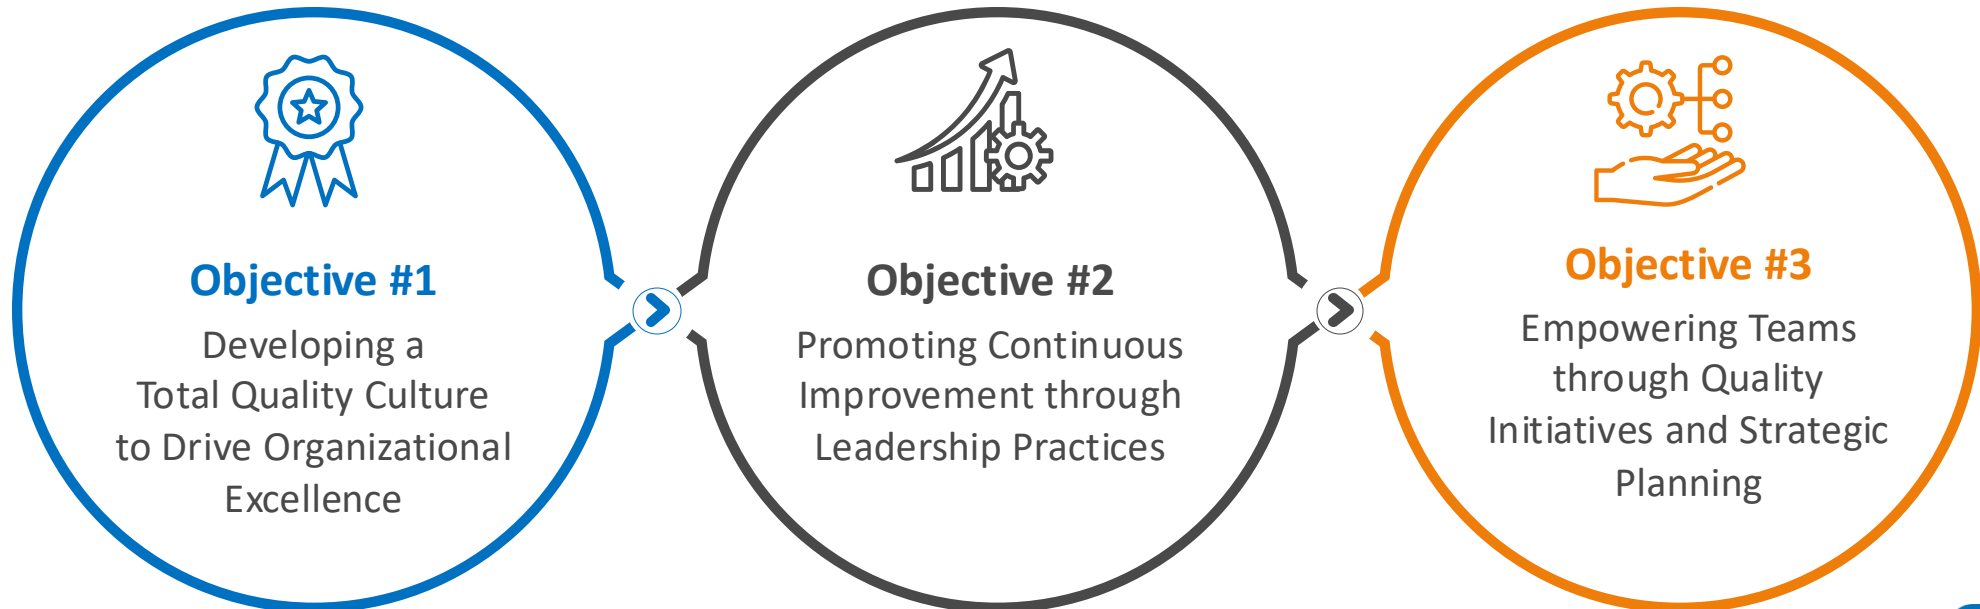 Objective #1
Developing a
Total Quality Culture
to Drive Organizational
Excellence
Objective #2
Promoting Continuous
Improvement through
Leadership Practices
Objective #3
Empowering Teams
through Quality
Initiatives and Strategic
Planning